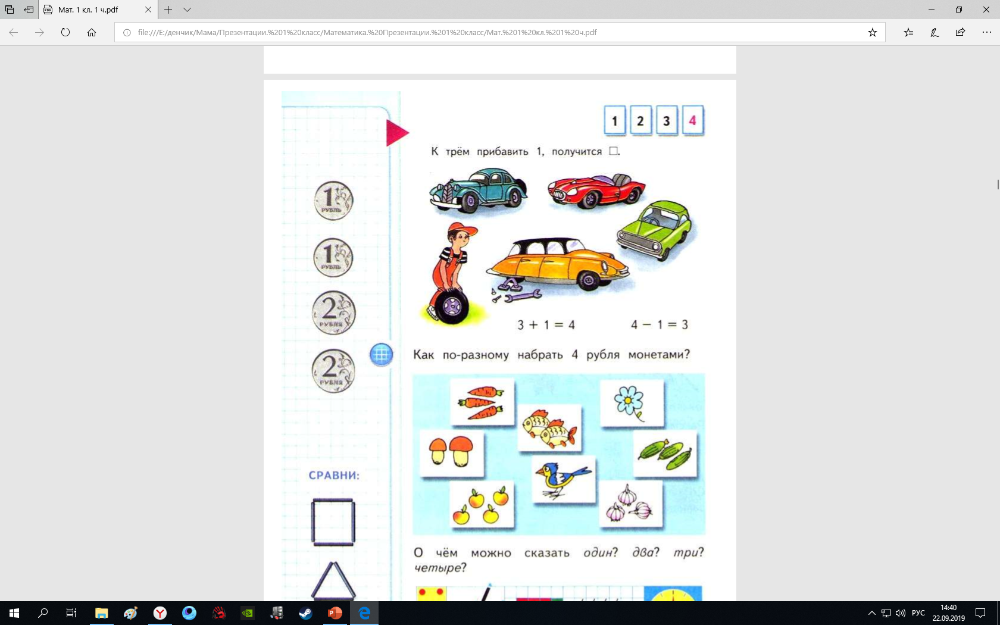 Мат. 1 кл. 1 ч.pdf
file:///E:/денчик/Мама/Презентации.%201%20класс/Математика.%20Презентации.%201%20класс/Мат.%201%20кл.%201%20ч.pdf
1 2 3 4
К трём прибавить 1, получится □.
1
РУБЛЬ
1
РУБЛЬ
2
РУБЛЯ
2
РУБЛЯ
3 + 1 = 4 4 − 1 = 3
Как по-разному набрать 4 рубля монетами?
СРАВНИ:
О чём можно сказать один? два? три?
четыре?
РУС
14:40
22.09.2019